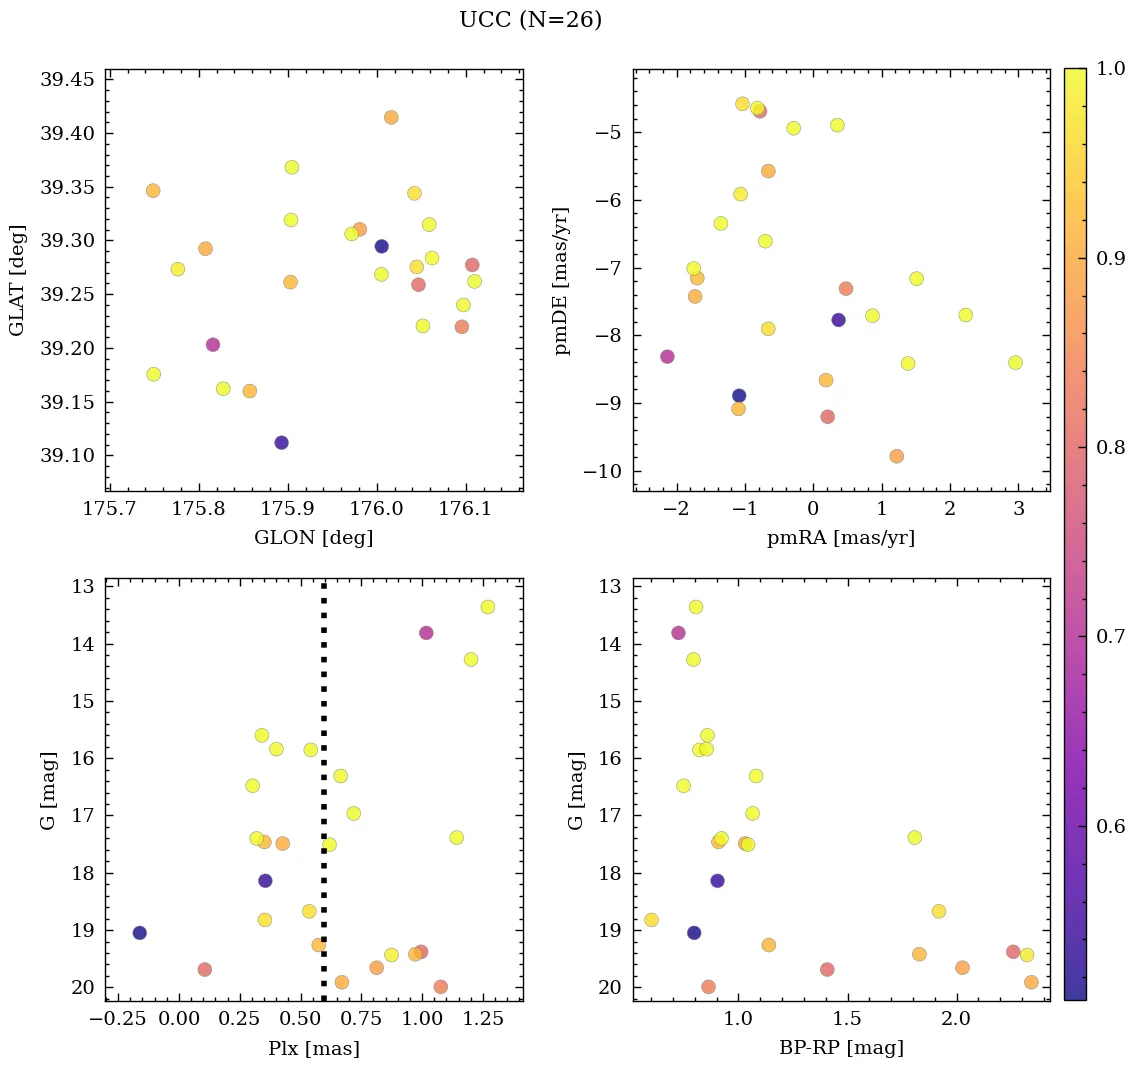 UCC (N=26)
39.45
39.40
39.35
39.30
39.25
39.20
39.15
39.10
GLAT [deg]
175.7 175.8 175.9 176.0 176.1
GLON [deg]
−5
−6
−7
−8
−9
−10
pmDE [mas/yr]
−2 −1 0 1 2 3
pmRA [mas/yr]
1.0
0.9
0.8
0.7
0.6
13
14
15
16
17
18
19
20
G [mag]
−0.25 0.00 0.25 0.50 0.75 1.00 1.25
Plx [mas]
13
14
15
16
17
18
19
20
G [mag]
1.0 1.5 2.0
BP-RP [mag]